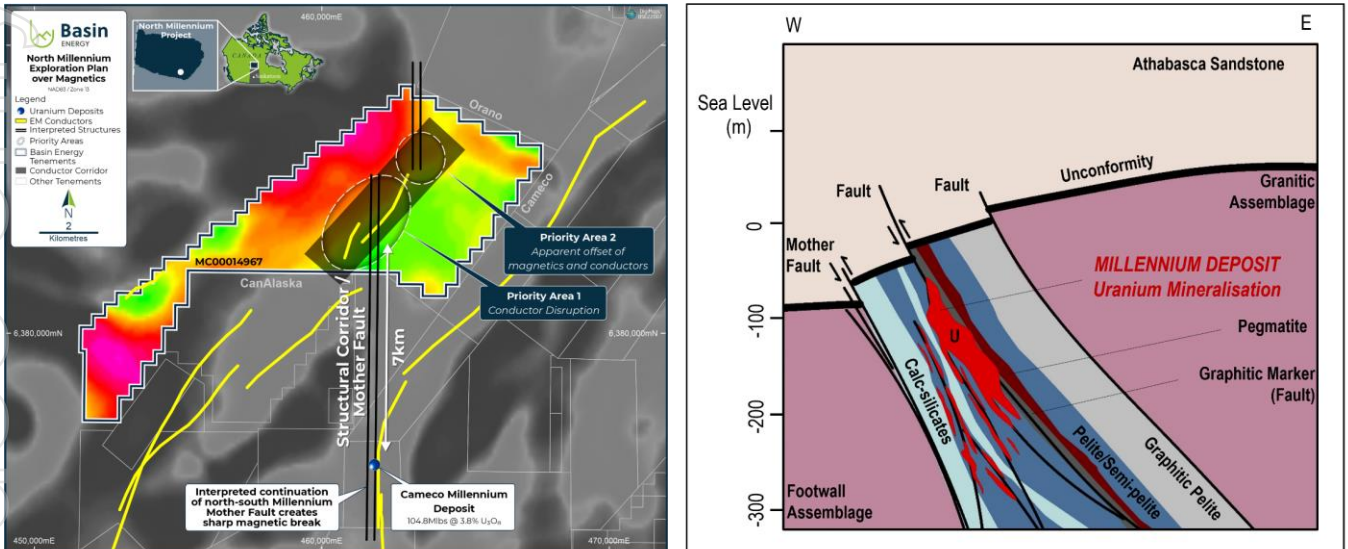 Basin
ENERGY
North Millennium
Exploration Plan
over Magnetics
NAD83 / Zone 13
Legend
Uranium Deposits
EM Conductors
Interpreted Structures
Priority Areas
Basin Energy
Tenements
Conductor Corridor
Other Tenements
N
2
Kilometres
North Millennium
Project
CANADA
Saskatoon
460,000mE
Orano
Cameco
Priority Area 2
Apparent offset of
magnetics and conductors
Priority Area 1
Conductor Disruption
MC00014967
CanAlaska
6,380,000mN
6,380,000mN
Structural Corridor /
Mother Fault
7km
Interpreted continuation
of north-south Millennium
Mother Fault creates
sharp magnetic break
Cameco Millennium
Deposit
104.8Mlbs @ 3.8% U₃O₈
450,000mE
460,000mE
470,000mE
W
E
Athabasca Sandstone
Sea Level
(m)
Unconformity
Granitic
Assemblage
Fault
Fault
Mother
Fault
0
-100
-200
-300
MILLENNIUM DEPOSIT
Uranium Mineralisation
U
Pegmatite
Graphitic Marker
(Fault)
Calc-silicates
Pelite/Semi-pelite
Graphitic Pelite
Footwall
Assemblage